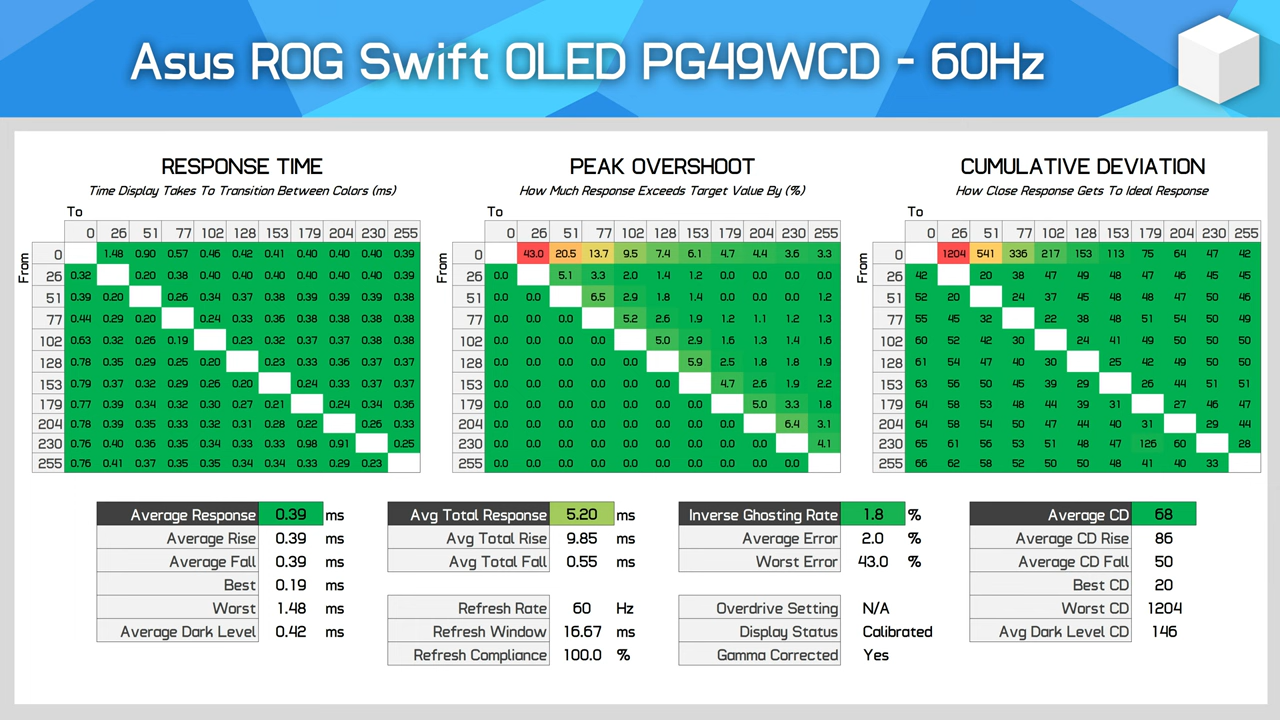 Asus ROG Swift OLED PG49WCD - 60Hz
RESPONSE TIME
Time Display Takes To Transition Between Colors (ms)
To
0 26 51 77 102 128 153 179 204 230 255
From
0 1.48 0.90 0.57 0.46 0.42 0.41 0.40 0.40 0.40 0.39
26 0.32 0.20 0.38 0.40 0.40 0.40 0.40 0.40 0.40 0.39
51 0.39 0.20 0.26 0.34 0.37 0.38 0.39 0.39 0.39 0.38
77 0.44 0.29 0.20 0.24 0.33 0.36 0.38 0.38 0.38 0.38
102 0.63 0.32 0.26 0.19 0.23 0.32 0.37 0.37 0.37 0.38
128 0.78 0.35 0.29 0.25 0.20 0.23 0.33 0.36 0.37 0.37
153 0.79 0.37 0.32 0.29 0.26 0.20 0.24 0.33 0.37 0.37
179 0.77 0.39 0.34 0.32 0.30 0.27 0.21 0.24 0.34 0.36
204 0.78 0.39 0.35 0.33 0.32 0.31 0.28 0.22 0.26 0.33
230 0.76 0.40 0.36 0.35 0.34 0.33 0.33 0.98 0.91 0.25
255 0.76 0.41 0.37 0.35 0.35 0.34 0.34 0.33 0.29 0.23
PEAK OVERSHOOT
How Much Response Exceeds Target Value By (%)
To
0 26 51 77 102 128 153 179 204 230 255
From
0 43.0 20.5 13.7 9.5 7.4 6.1 4.7 4.4 3.6 3.3
26 0.0 5.1 3.3 2.0 1.4 1.2 0.0 0.0 0.0 0.0
51 0.0 0.0 6.5 2.9 1.8 1.4 0.0 0.0 0.0 1.2
77 0.0 0.0 0.0 5.2 2.6 1.9 1.2 1.1 1.2 1.3
102 0.0 0.0 0.0 0.0 5.0 2.9 1.6 1.3 1.4 1.6
128 0.0 0.0 0.0 0.0 0.0 5.9 2.5 1.8 1.8 1.9
153 0.0 0.0 0.0 0.0 0.0 0.0 4.7 2.6 1.9 2.2
179 0.0 0.0 0.0 0.0 0.0 0.0 0.0 5.0 3.3 1.8
204 0.0 0.0 0.0 0.0 0.0 0.0 0.0 0.0 6.4 3.1
230 0.0 0.0 0.0 0.0 0.0 0.0 0.0 0.0 0.0 4.1
255 0.0 0.0 0.0 0.0 0.0 0.0 0.0 0.0 0.0 0.0
CUMULATIVE DEVIATION
How Close Response Gets To Ideal Response
To
0 26 51 77 102 128 153 179 204 230 255
From
0 1204 541 336 217 153 113 75 64 47 42
26 42 20 38 47 49 48 47 46 45 45
51 52 20 24 37 45 48 48 47 50 46
77 55 45 32 22 38 48 51 54 50 49
102 60 52 42 30 24 41 49 50 50 50
128 61 54 47 40 30 25 42 49 50 50
153 63 56 50 45 39 29 26 44 51 51
179 64 58 53 48 44 39 31 27 46 47
204 64 58 54 50 47 44 40 31 29 44
230 65 61 56 53 51 48 47 126 60 28
255 66 62 58 52 50 50 48 41 40 33
Average Response 0.39 ms
Average Rise 0.39 ms
Average Fall 0.39 ms
Best 0.19 ms
Worst 1.48 ms
Average Dark Level 0.42 ms
Avg Total Response 5.20 ms
Avg Total Rise 9.85 ms
Avg Total Fall 0.55 ms
Refresh Rate 60 Hz
Refresh Window 16.67 ms
Refresh Compliance 100.0 %
Inverse Ghosting Rate 1.8 %
Average Error 2.0 %
Worst Error 43.0 %
Overdrive Setting N/A
Display Status Calibrated
Gamma Corrected Yes
Average CD 68
Average CD Rise 86
Average CD Fall 50
Best CD 20
Worst CD 1204
Avg Dark Level CD 146